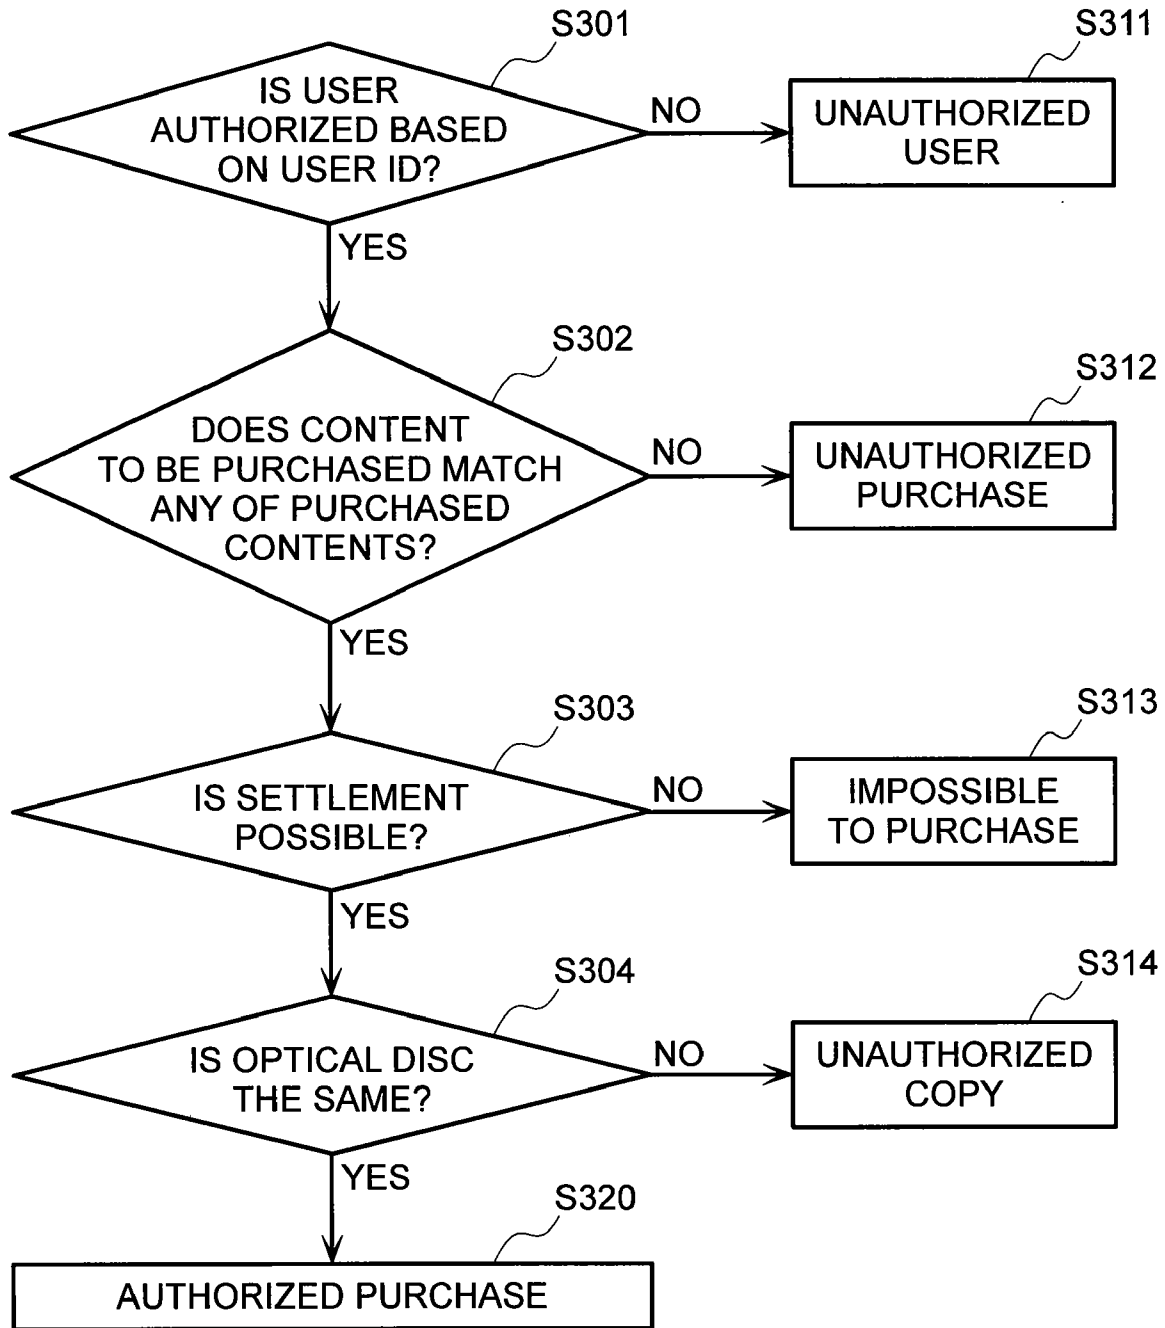 S301
IS USER
AUTHORIZED BASED
ON USER ID?
NO
S311
UNAUTHORIZED
USER
YES
S302
DOES CONTENT
TO BE PURCHASED MATCH
ANY OF PURCHASED
CONTENTS?
NO
S312
UNAUTHORIZED
PURCHASE
YES
S303
IS SETTLEMENT
POSSIBLE?
NO
S313
IMPOSSIBLE
TO PURCHASE
YES
S304
IS OPTICAL DISC
THE SAME?
NO
S314
UNAUTHORIZED
COPY
YES
S320
AUTHORIZED PURCHASE